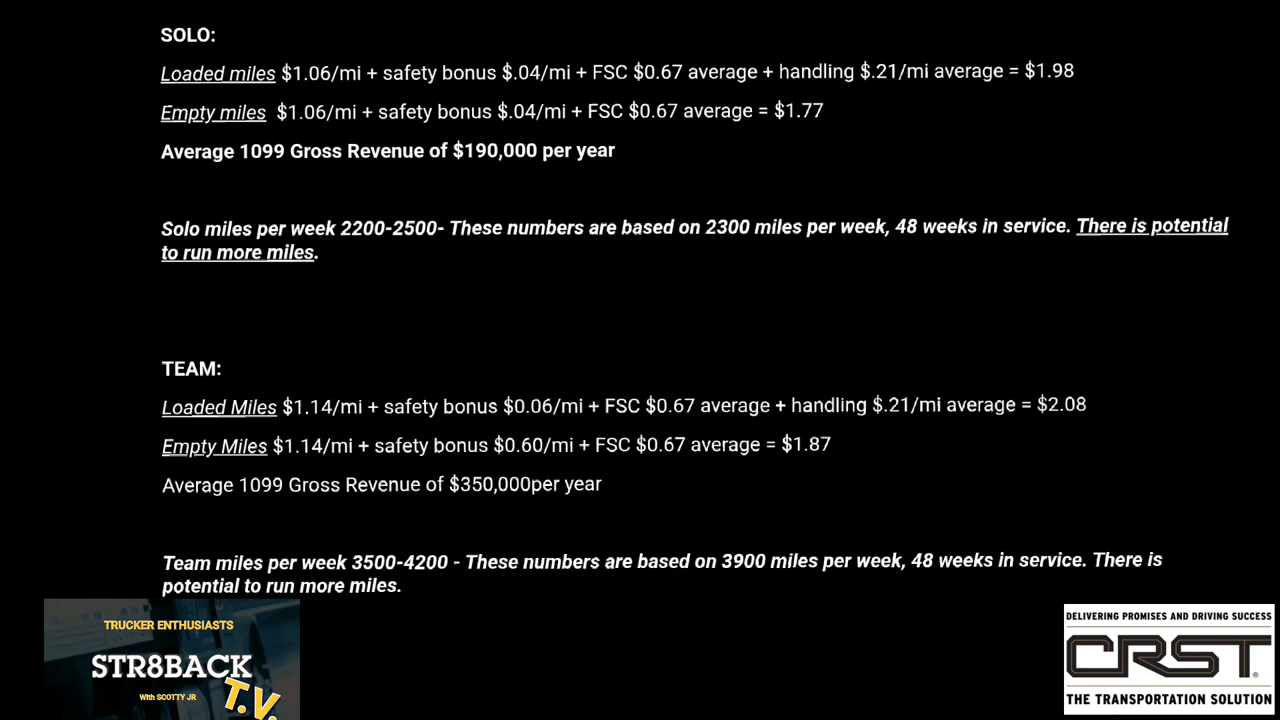 SOLO:
Loaded miles $1.06/mi + safety bonus $.04/mi + FSC $0.67 average + handling $.21/mi average = $1.98
Empty miles $1.06/mi + safety bonus $.04/mi + FSC $0.67 average = $1.77
Average 1099 Gross Revenue of $190,000 per year
Solo miles per week 2200-2500- These numbers are based on 2300 miles per week, 48 weeks in service. There is potential
to run more miles.
TEAM:
Loaded Miles $1.14/mi + safety bonus $0.06/mi + FSC $0.67 average + handling $.21/mi average = $2.08
Empty Miles $1.14/mi + safety bonus $0.60/mi + FSC $0.67 average = $1.87
Average 1099 Gross Revenue of $350,000per year
Team miles per week 3500-4200 - These numbers are based on 3900 miles per week, 48 weeks in service. There is
potential to run more miles.
TRUCKER ENTHUSIASTS
STR8BACK
With SCOTTY JR
T.V.
DELIVERING PROMISES AND DRIVING SUCCESS
CRST®
THE TRANSPORTATION SOLUTION